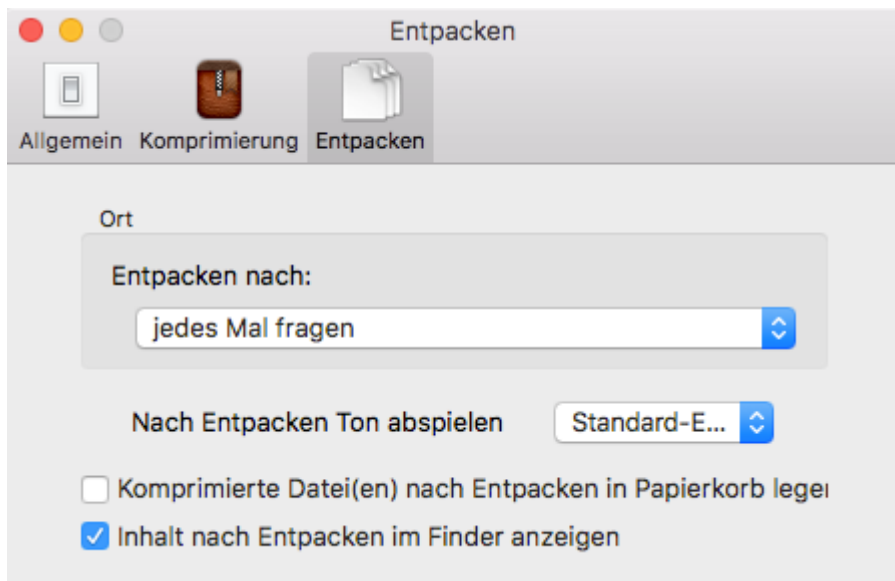 Entpacken
Allgemein Komprimierung Entpacken
Ort
Entpacken nach:
jedes Mal fragen
Nach Entpacken Ton abspielen Standard-E...
Komprimierte Datei(en) nach Entpacken in Papierkorb leger
Inhalt nach Entpacken im Finder anzeigen